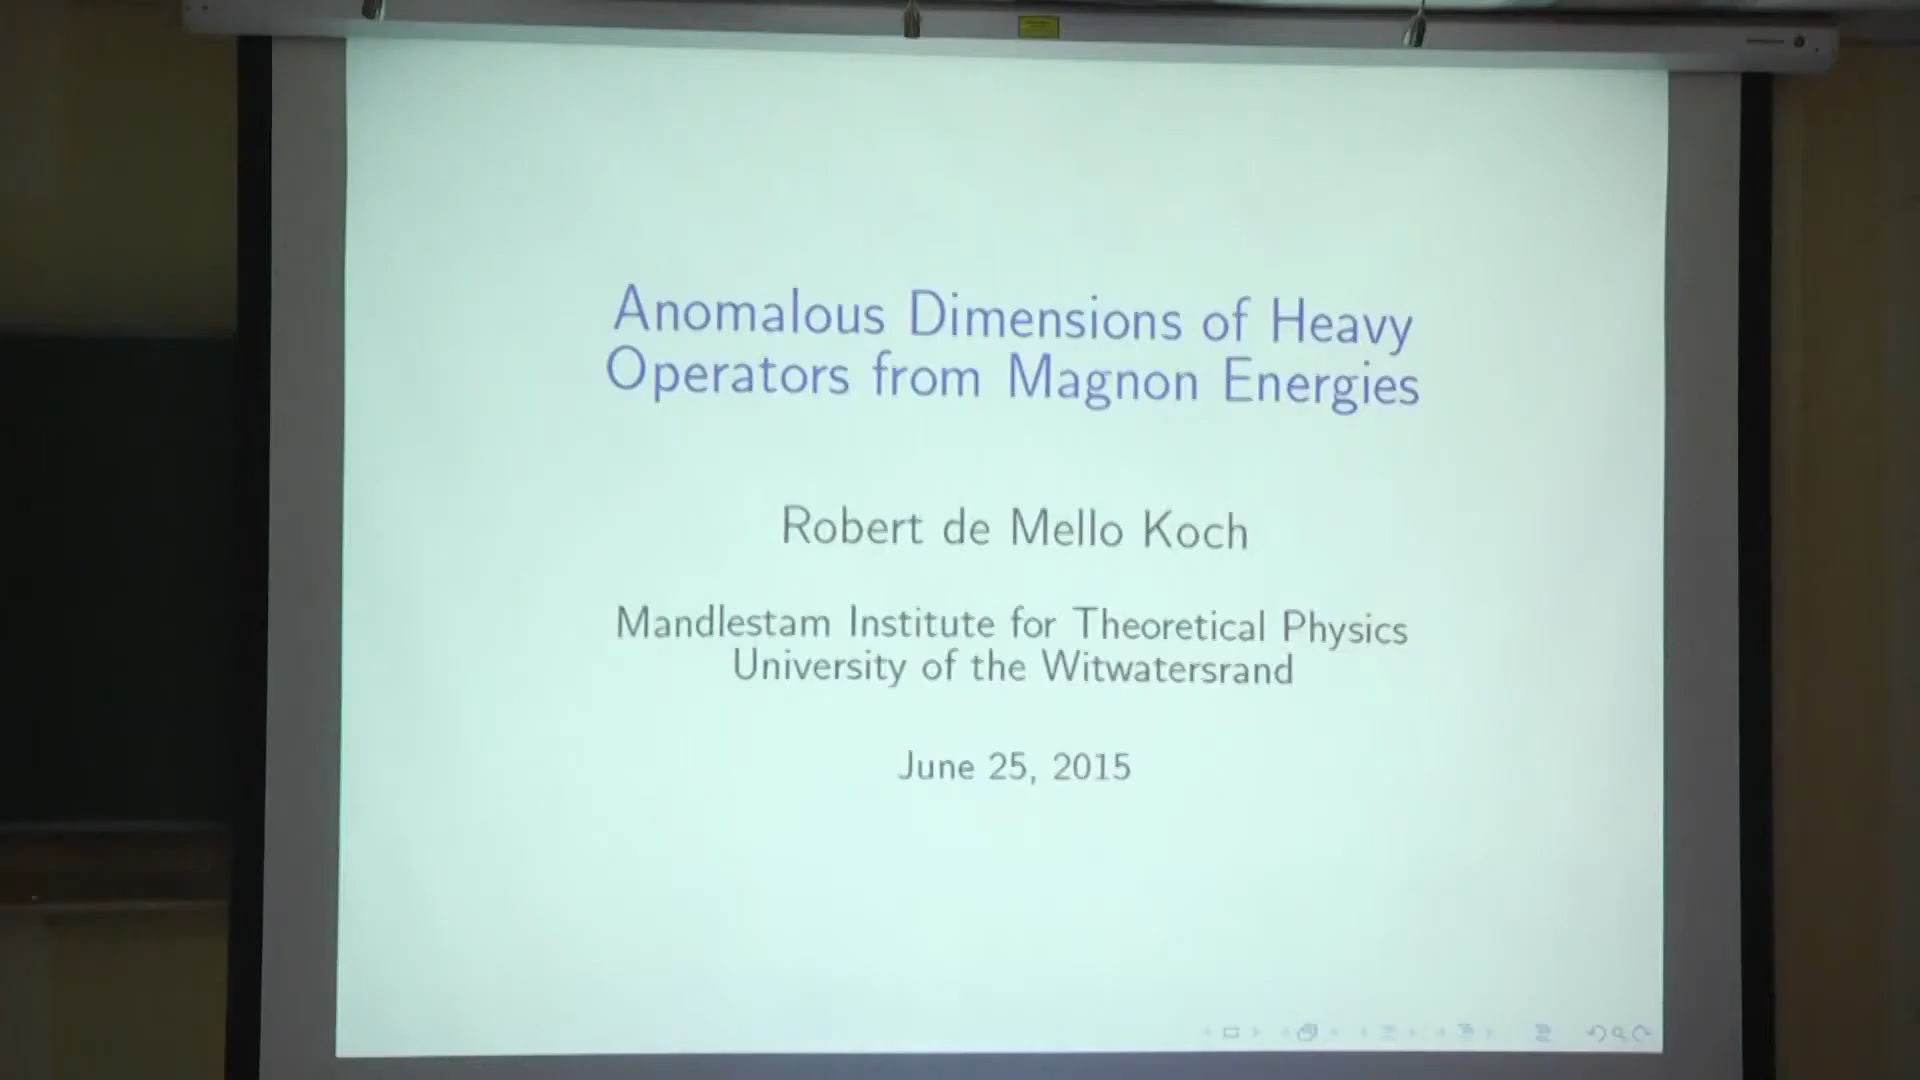 Anomalous Dimensions of Heavy
Operators from Magnon Energies
Robert de Mello Koch
Mandlestam Institute for Theoretical Physics
University of the Witwatersrand
June 25, 2015